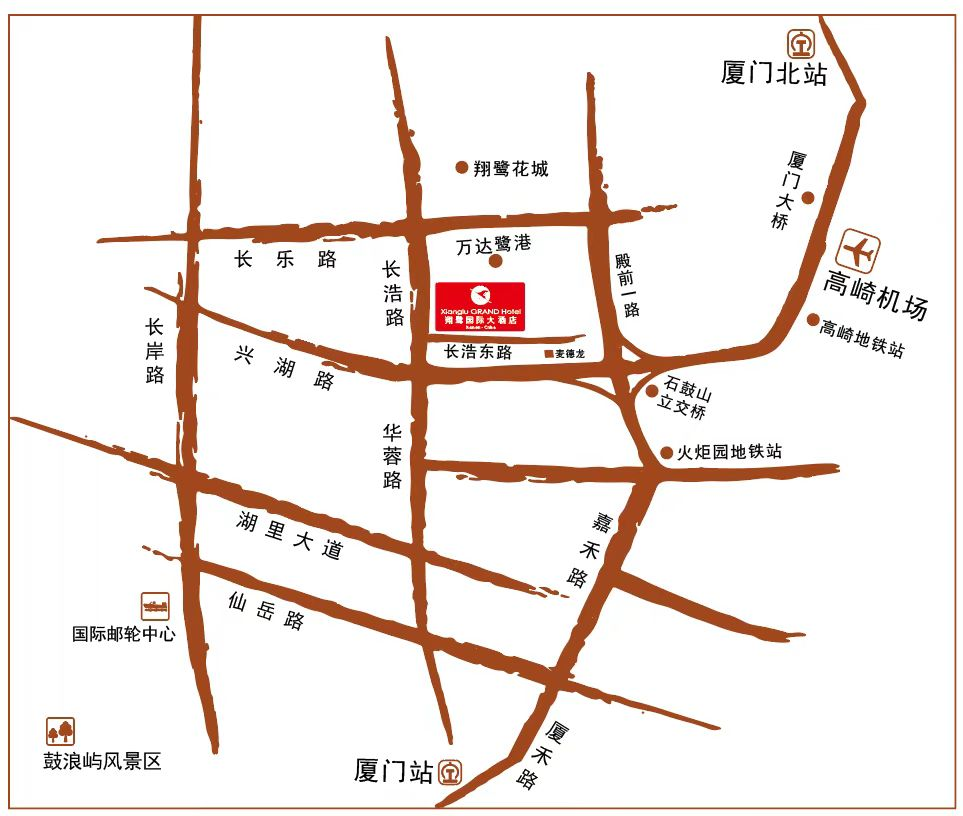 厦门北站
厦门大桥
翔鹭花城
万达鹭港
长乐路
长浩路
殿前一路
高崎机场
Xianglu GRAND Hotel
翔鹭国际大酒店
Xiamen · China
高崎地铁站
长岸路
兴湖路
长浩东路
麦德龙
石鼓山
立交桥
华蓉路
火炬园地铁站
湖里大道
嘉禾路
仙岳路
国际邮轮中心
鼓浪屿风景区
厦门站
厦禾路